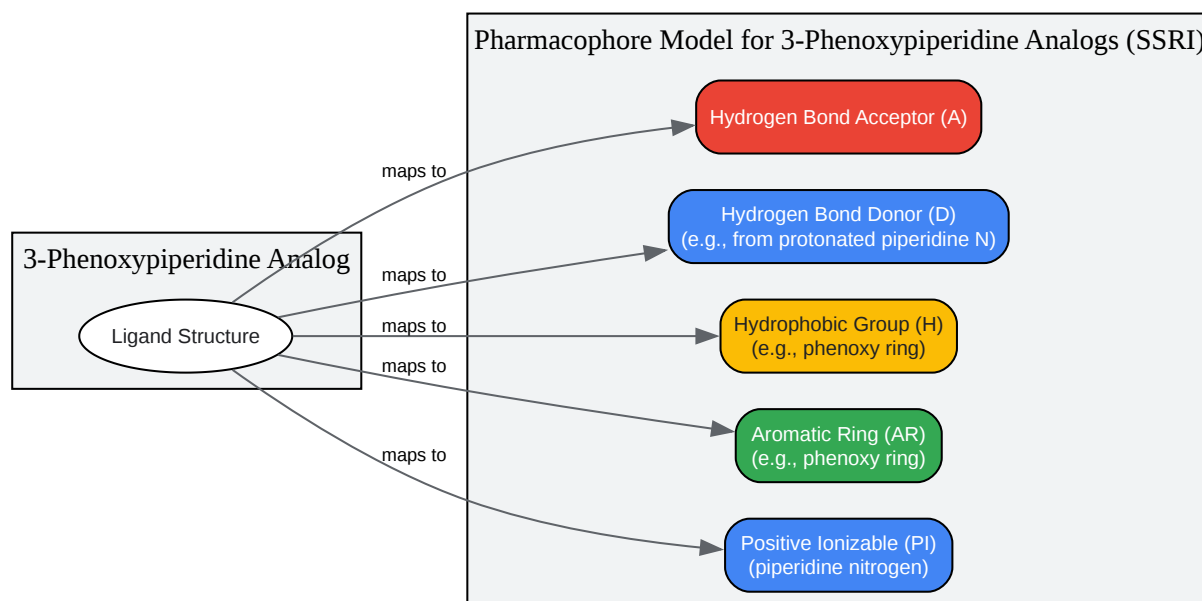 Pharmacophore Model for 3-Phenoxypiperidine Analogs (SSRI)
Hydrogen Bond Acceptor (A)
maps to
Hydrogen Bond Donor (D)
(e.g., from protonated piperidine N)
3-Phenoxypiperidine Analog
maps to
Ligand Structure
maps to
Hydrophobic Group (H)
(e.g., phenoxy ring)
maps to
Aromatic Ring (AR)
(e.g., phenoxy ring)
maps to
Positive Ionizable (PI)
(piperidine nitrogen)